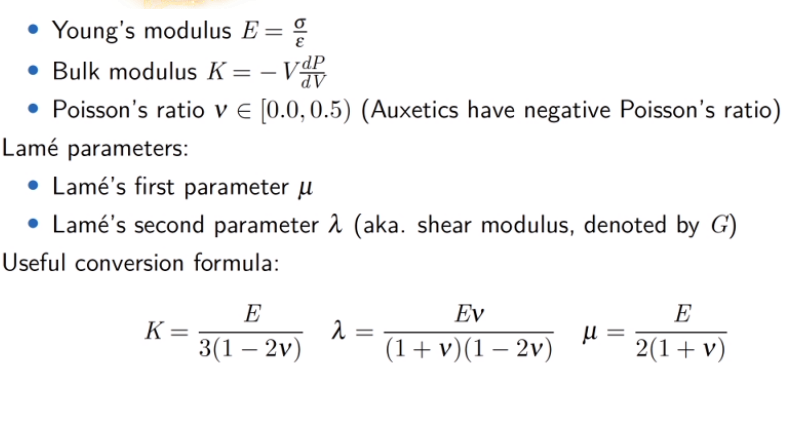 • Young's modulus E = σ/ε
• Bulk modulus K = −V dP/dV
• Poisson's ratio ν ∈ [0.0, 0.5) (Auxetics have negative Poisson's ratio)
Lamé parameters:
• Lamé's first parameter μ
• Lamé's second parameter λ (aka. shear modulus, denoted by G)
Useful conversion formula:
K = E/(3(1 − 2ν)) λ = Eν/((1 + ν)(1 − 2ν)) μ = E/(2(1 + ν))